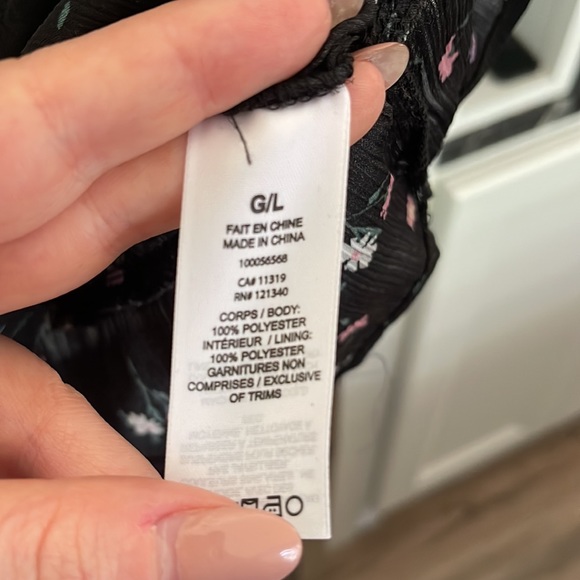 G/L
FAIT EN CHINE
MADE IN CHINA
100056568
CA# 11319
RN# 121340
CORPS / BODY:
100% POLYESTER
INTÉRIEUR / LINING:
100% POLYESTER
GARNITURES NON
COMPRISES / EXCLUSIVE
OF TRIMS